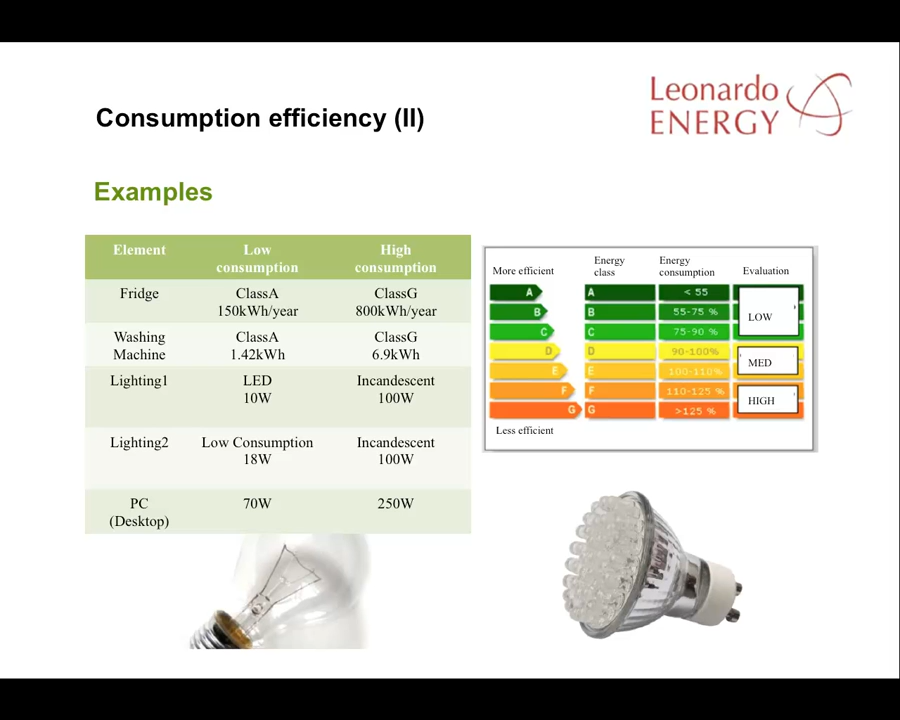 Leonardo
ENERGY
Consumption efficiency (II)
Examples
Element Low consumption High consumption
Fridge ClassA 150kWh/year ClassG 800kWh/year
Washing Machine ClassA 1.42kWh ClassG 6.9kWh
Lighting1 LED 10W Incandescent 100W
Lighting2 Low Consumption 18W Incandescent 100W
PC (Desktop) 70W 250W
More efficient Energy class Energy consumption Evaluation
A A < 55
B B 55-75 % LOW
C C 75-90 %
D D 90-100% MED
E E 100-110%
F F 110-125 % HIGH
G G >125 %
Less efficient